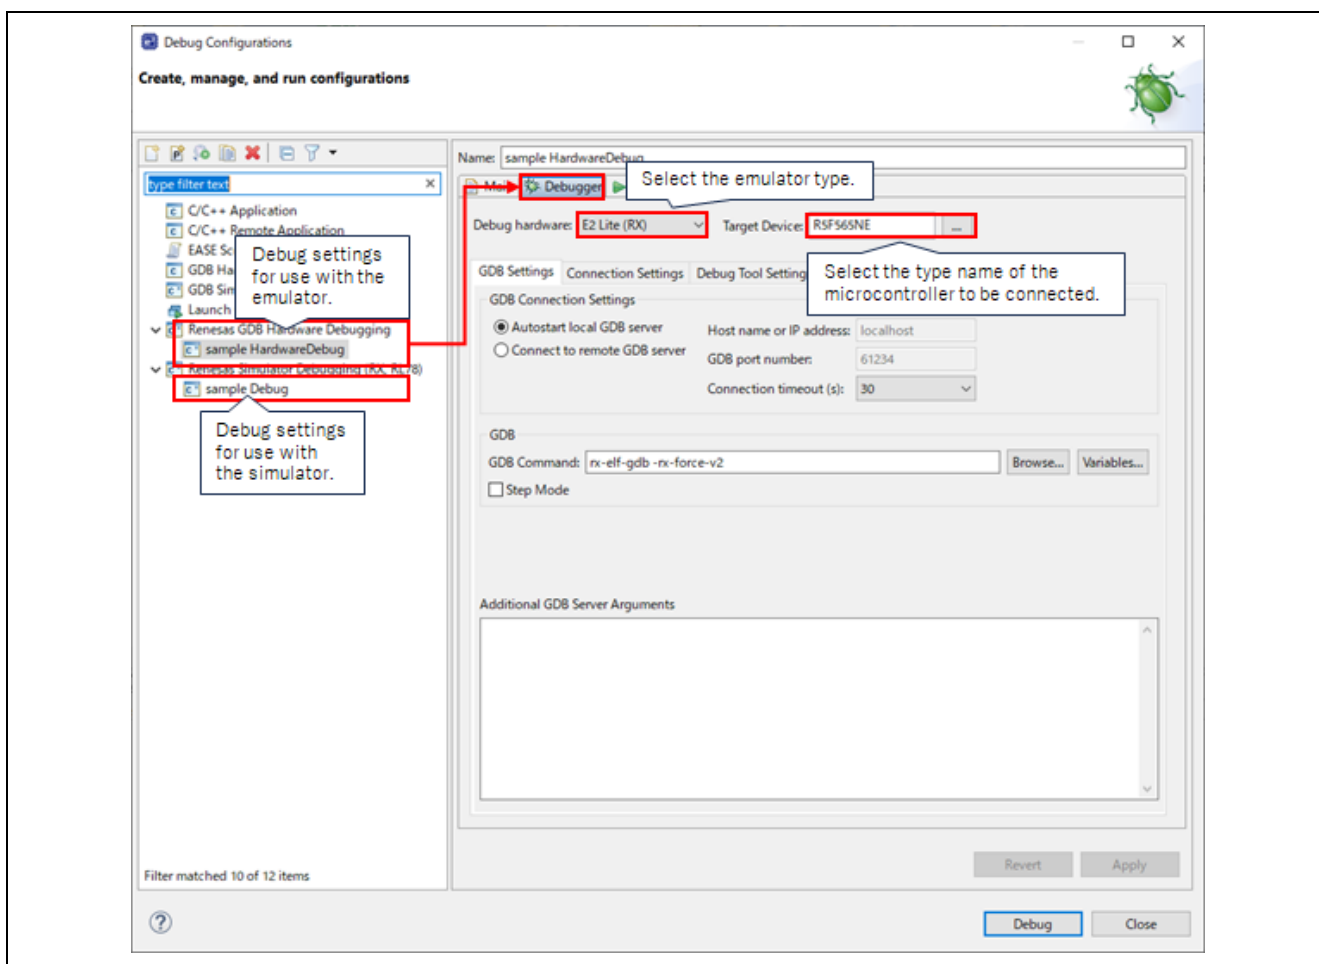 Debug Configurations
Create, manage, and run configurations
type filter text
C/C++ Application
C/C++ Remote Application
EASE Sc
GDB Ha
GDB Sim
Launch
Renesas GDB Hardware Debugging
sample HardwareDebug
Renesas Simulator Debugging (RX, RL78)
sample Debug
Debug settings
for use with the
emulator.
Debug settings
for use with
the simulator.
Filter matched 10 of 12 items
Name: sample HardwareDebug
Main Debugger
Select the emulator type.
Debug hardware: E2 Lite (RX) Target Device: R5F565NE ...
Select the type name of the
microcontroller to be connected.
GDB Settings Connection Settings Debug Tool Setting
GDB Connection Settings
Autostart local GDB server Host name or IP address: localhost
Connect to remote GDB server GDB port number: 61234
Connection timeout (s): 30
GDB
GDB Command: rx-elf-gdb -rx-force-v2 Browse... Variables...
Step Mode
Additional GDB Server Arguments
Revert Apply
? Debug Close